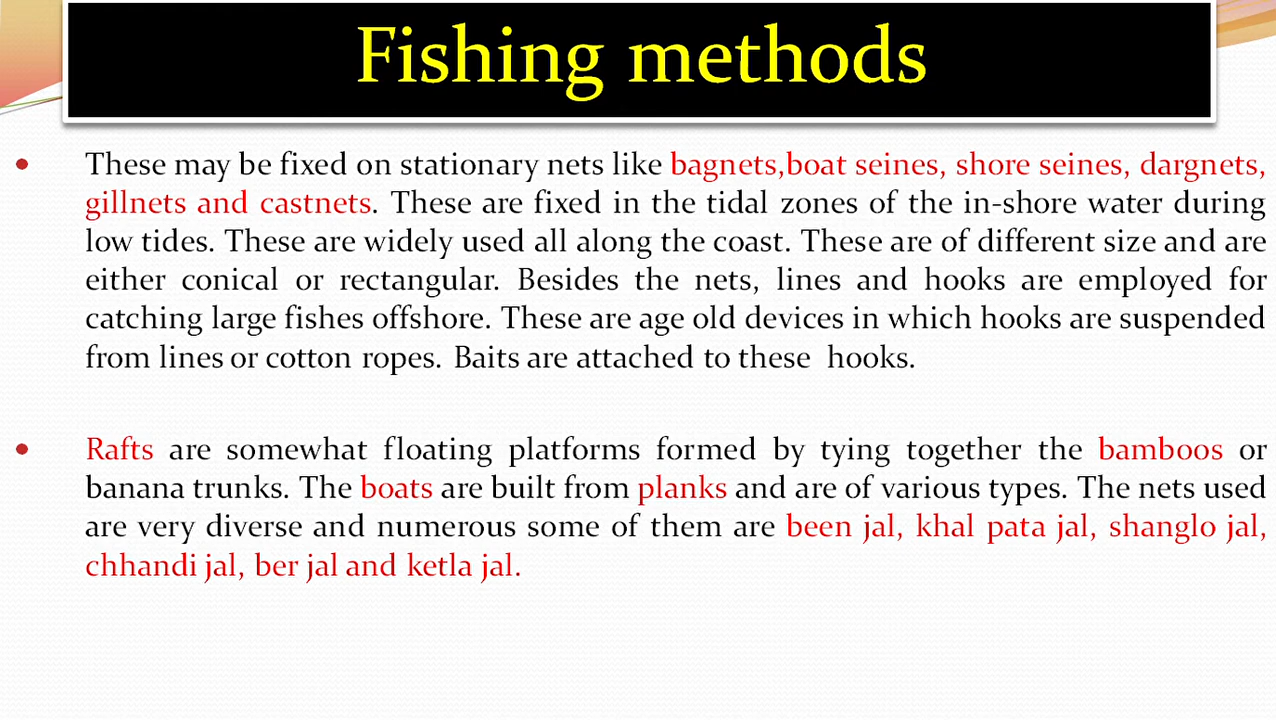 Fishing methods
• These may be fixed on stationary nets like bagnets,boat seines, shore seines, dargnets,
gillnets and castnets. These are fixed in the tidal zones of the in-shore water during
low tides. These are widely used all along the coast. These are of different size and are
either conical or rectangular. Besides the nets, lines and hooks are employed for
catching large fishes offshore. These are age old devices in which hooks are suspended
from lines or cotton ropes. Baits are attached to these hooks.
• Rafts are somewhat floating platforms formed by tying together the bamboos or
banana trunks. The boats are built from planks and are of various types. The nets used
are very diverse and numerous some of them are been jal, khal pata jal, shanglo jal,
chhandi jal, ber jal and ketla jal.